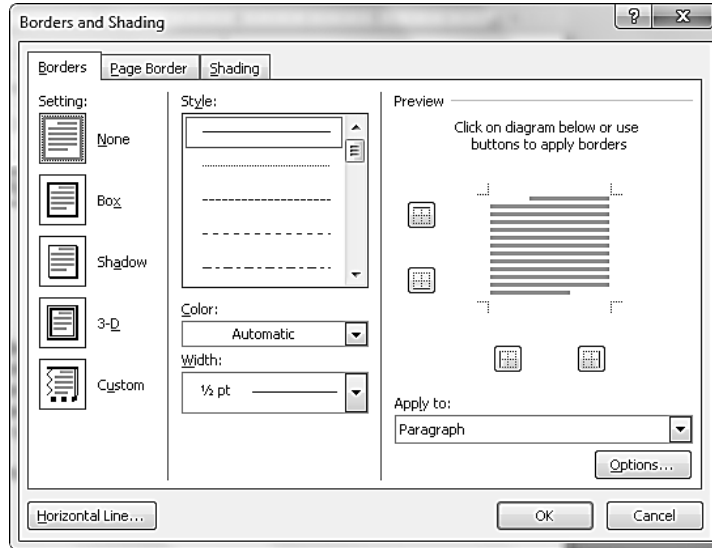 Borders and Shading
? X
Borders Page Border Shading
Setting:
None
Box
Shadow
3-D
Custom
Style:
Color:
Automatic
Width:
½ pt
Preview
Click on diagram below or use
buttons to apply borders
Apply to:
Paragraph
Options...
Horizontal Line...
OK
Cancel